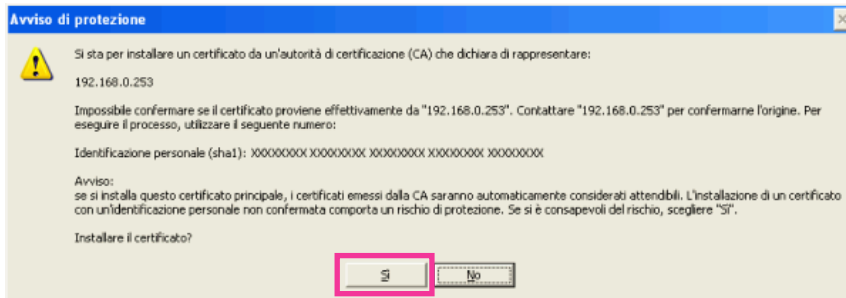 Avviso di protezione
Si sta per installare un certificato da un'autorità di certificazione (CA) che dichiara di rappresentare:
192.168.0.253
Impossibile confermare se il certificato proviene effettivamente da "192.168.0.253". Contattare "192.168.0.253" per confermarne l'origine. Per
eseguire il processo, utilizzare il seguente numero:
Identificazione personale (sha1): XXXXXXXX XXXXXXXX XXXXXXXX XXXXXXXX XXXXXXXX
Avviso:
se si installa questo certificato principale, i certificati emessi dalla CA saranno automaticamente considerati attendibili. L'installazione di un certificato
con un'identificazione personale non confermata comporta un rischio di protezione. Se si è consapevoli del rischio, scegliere "Sì".
Installare il certificato?
Sì No